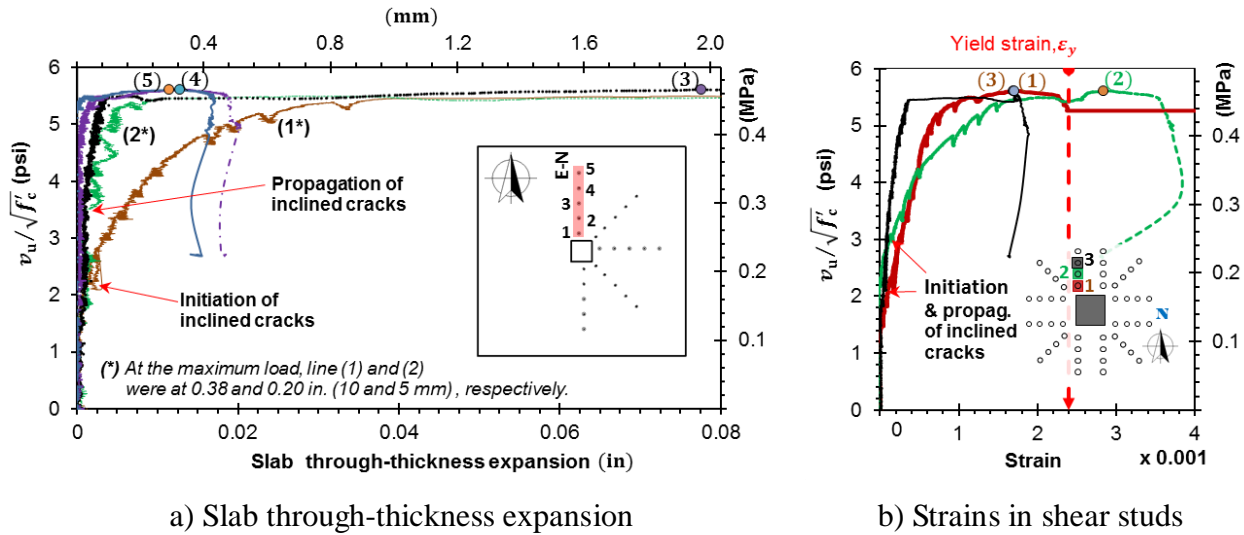 (mm)
0 0.4 0.8 1.2 1.6 2.0
(5) (4) (3)
(2*) (1*)
6
5
4
3
2
1
0
v_u/√f'_c (psi)
Propagation of
inclined cracks
Initiation of
inclined cracks
E-N
5
4
3
2
1
(*) At the maximum load, line (1) and (2)
were at 0.38 and 0.20 in. (10 and 5 mm) , respectively.
0.4
0.3
0.2
0.1
(MPa)
0 0.02 0.04 0.06 0.08
Slab through-thickness expansion (in)
a) Slab through-thickness expansion
Yield strain, ε_y
(3) (1) (2)
6
5
4
3
2
1
0
v_u/√f'_c (psi)
Initiation
& propag.
of inclined
cracks
3
2
1
N
0.4
0.3
0.2
0.1
(MPa)
0 1 2 3 4
Strain x 0.001
b) Strains in shear studs